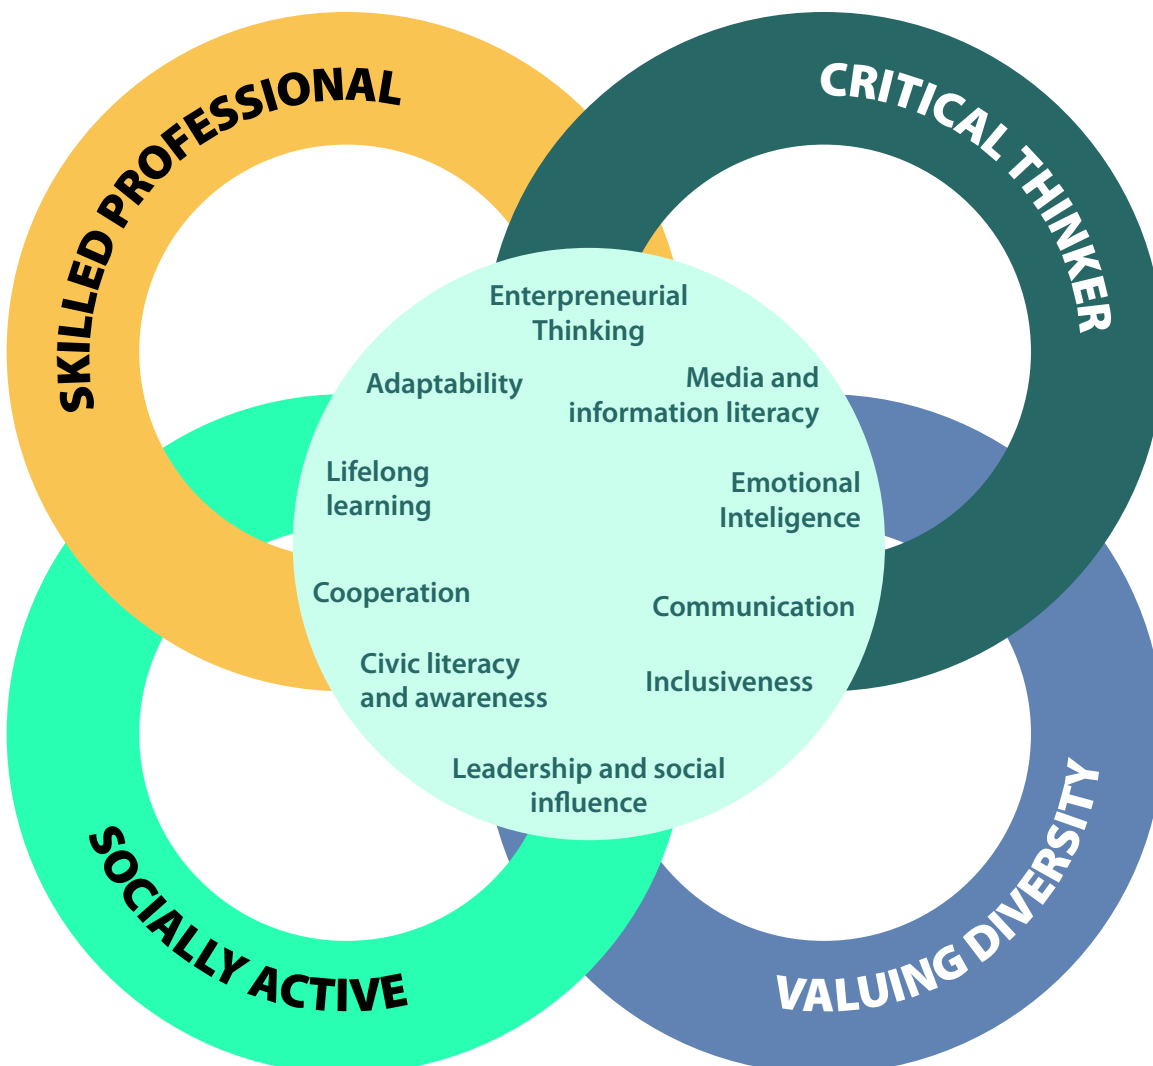 SKILLED PROFESSIONAL
CRITICAL THINKER
Enterpreneurial
Thinking
Adaptability
Media and
information literacy
Lifelong
learning
Emotional
Inteligence
Cooperation
Communication
Civic literacy
and awareness
Inclusiveness
Leadership and social
influence
SOCIALLY ACTIVE
VALUING DIVERSITY